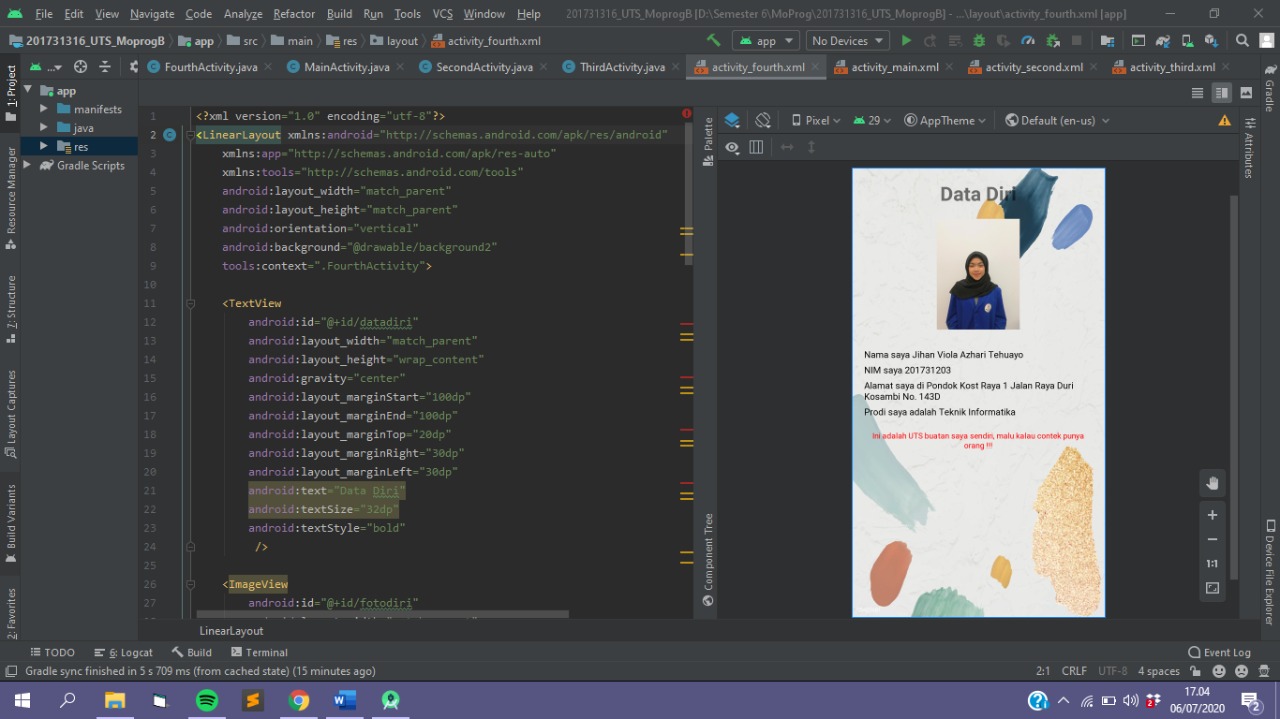 File Edit View Navigate Code Analyze Refactor Build Run Tools VCS Window Help 201731316_UTS_MoprogB [D:\Semester 6\MoProg\201731316_UTS_MoprogB] - ...\layout\activity_fourth.xml [app]
201731316_UTS_MoprogB app src main res layout activity_fourth.xml app No Devices
FourthActivity.java MainActivity.java SecondActivity.java ThirdActivity.java activity_fourth.xml activity_main.xml activity_second.xml activity_third.xml
1: Project
Resource Manager
7: Structure
Layout Captures
Build Variants
2: Favorites
app
manifests
java
res
Gradle Scripts
1 <?xml version="1.0" encoding="utf-8"?>
2 <LinearLayout xmlns:android="http://schemas.android.com/apk/res/android"
3 xmlns:app="http://schemas.android.com/apk/res-auto"
4 xmlns:tools="http://schemas.android.com/tools"
5 android:layout_width="match_parent"
6 android:layout_height="match_parent"
7 android:orientation="vertical"
8 android:background="@drawable/background2"
9 tools:context=".FourthActivity">
10
11 <TextView
12 android:id="@+id/datadiri"
13 android:layout_width="match_parent"
14 android:layout_height="wrap_content"
15 android:gravity="center"
16 android:layout_marginStart="100dp"
17 android:layout_marginEnd="100dp"
18 android:layout_marginTop="20dp"
19 android:layout_marginRight="30dp"
20 android:layout_marginLeft="30dp"
21 android:text="Data Diri"
22 android:textSize="32dp"
23 android:textStyle="bold"
24 />
25
26 <ImageView
27 android:id="@+id/fotodiri"
LinearLayout
Palette
Component Tree
Pixel 29 AppTheme Default (en-us)
Data Diri
Nama saya Jihan Viola Azhari Tehuayo
NIM saya 201731203
Alamat saya di Pondok Kost Raya 1 Jalan Raya Duri
Kosambi No. 143D
Prodi saya adalah Teknik Informatika
Ini adalah UTS buatan saya sendiri, malu kalau contek punya
orang !!!
1:1
Gradle
Attributes
Device File Explorer
TODO 6: Logcat Build Terminal Event Log
Gradle sync finished in 5 s 709 ms (from cached state) (15 minutes ago) 2:1 CRLF UTF-8 4 spaces
17.04
06/07/2020
2